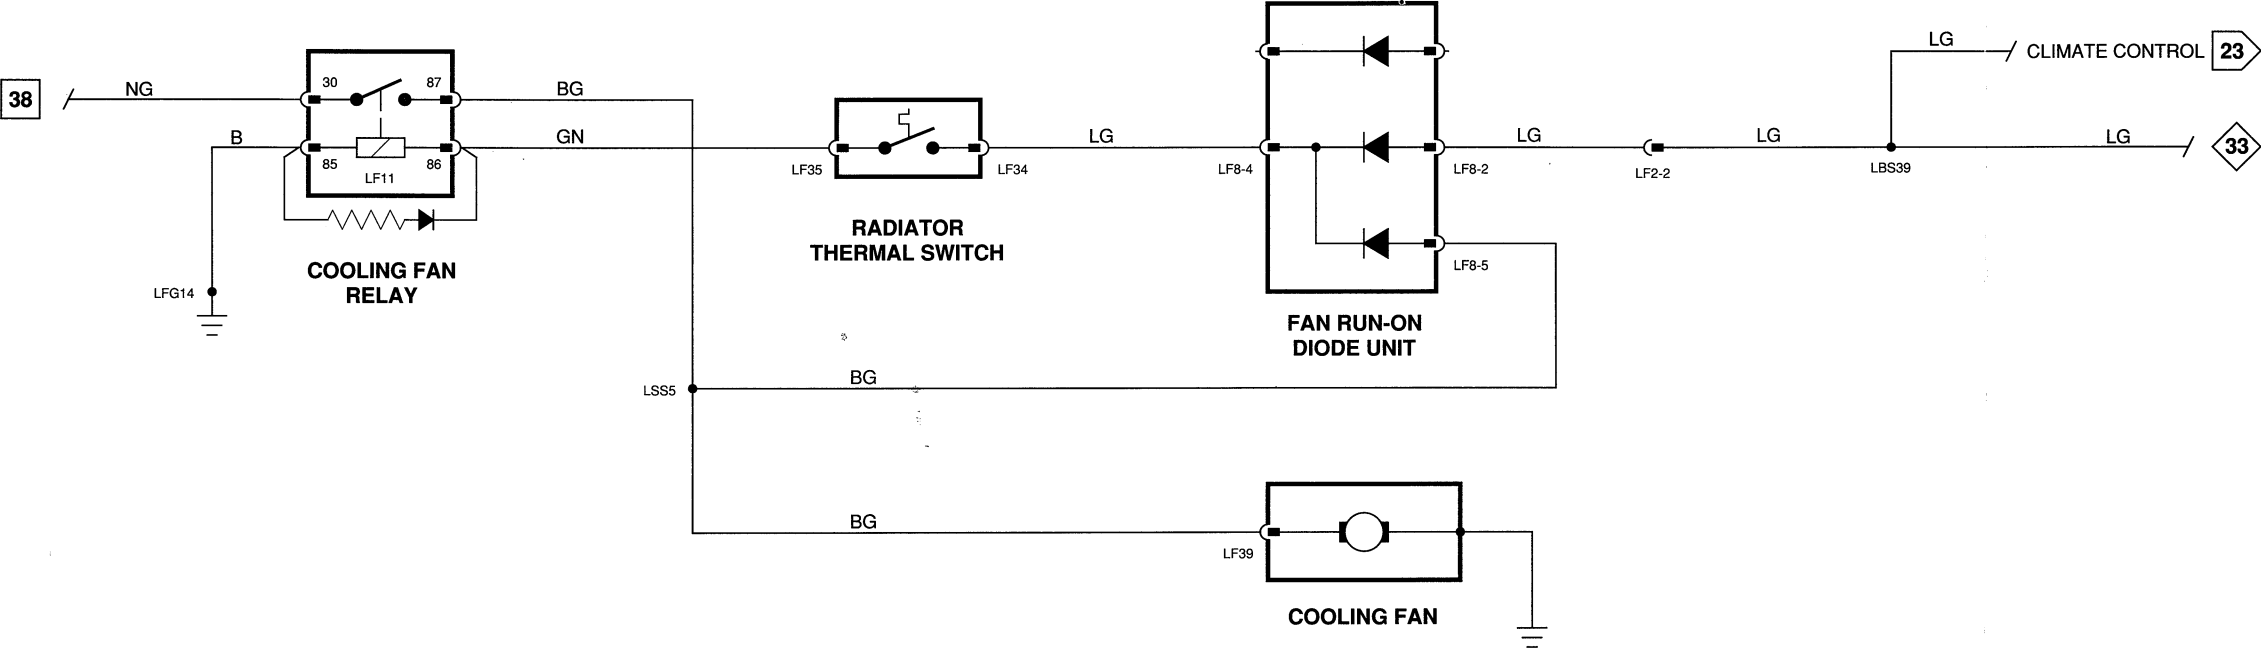 LG
CLIMATE CONTROL
23
38
NG
30
87
BG
B
85
86
LF11
GN
LF35
LF34
LG
LF8-4
LG
LF8-2
LF2-2
LG
LBS39
LG
33
RADIATOR
THERMAL SWITCH
COOLING FAN
RELAY
LFG14
LF8-5
FAN RUN-ON
DIODE UNIT
LSS5
BG
BG
LF39
COOLING FAN